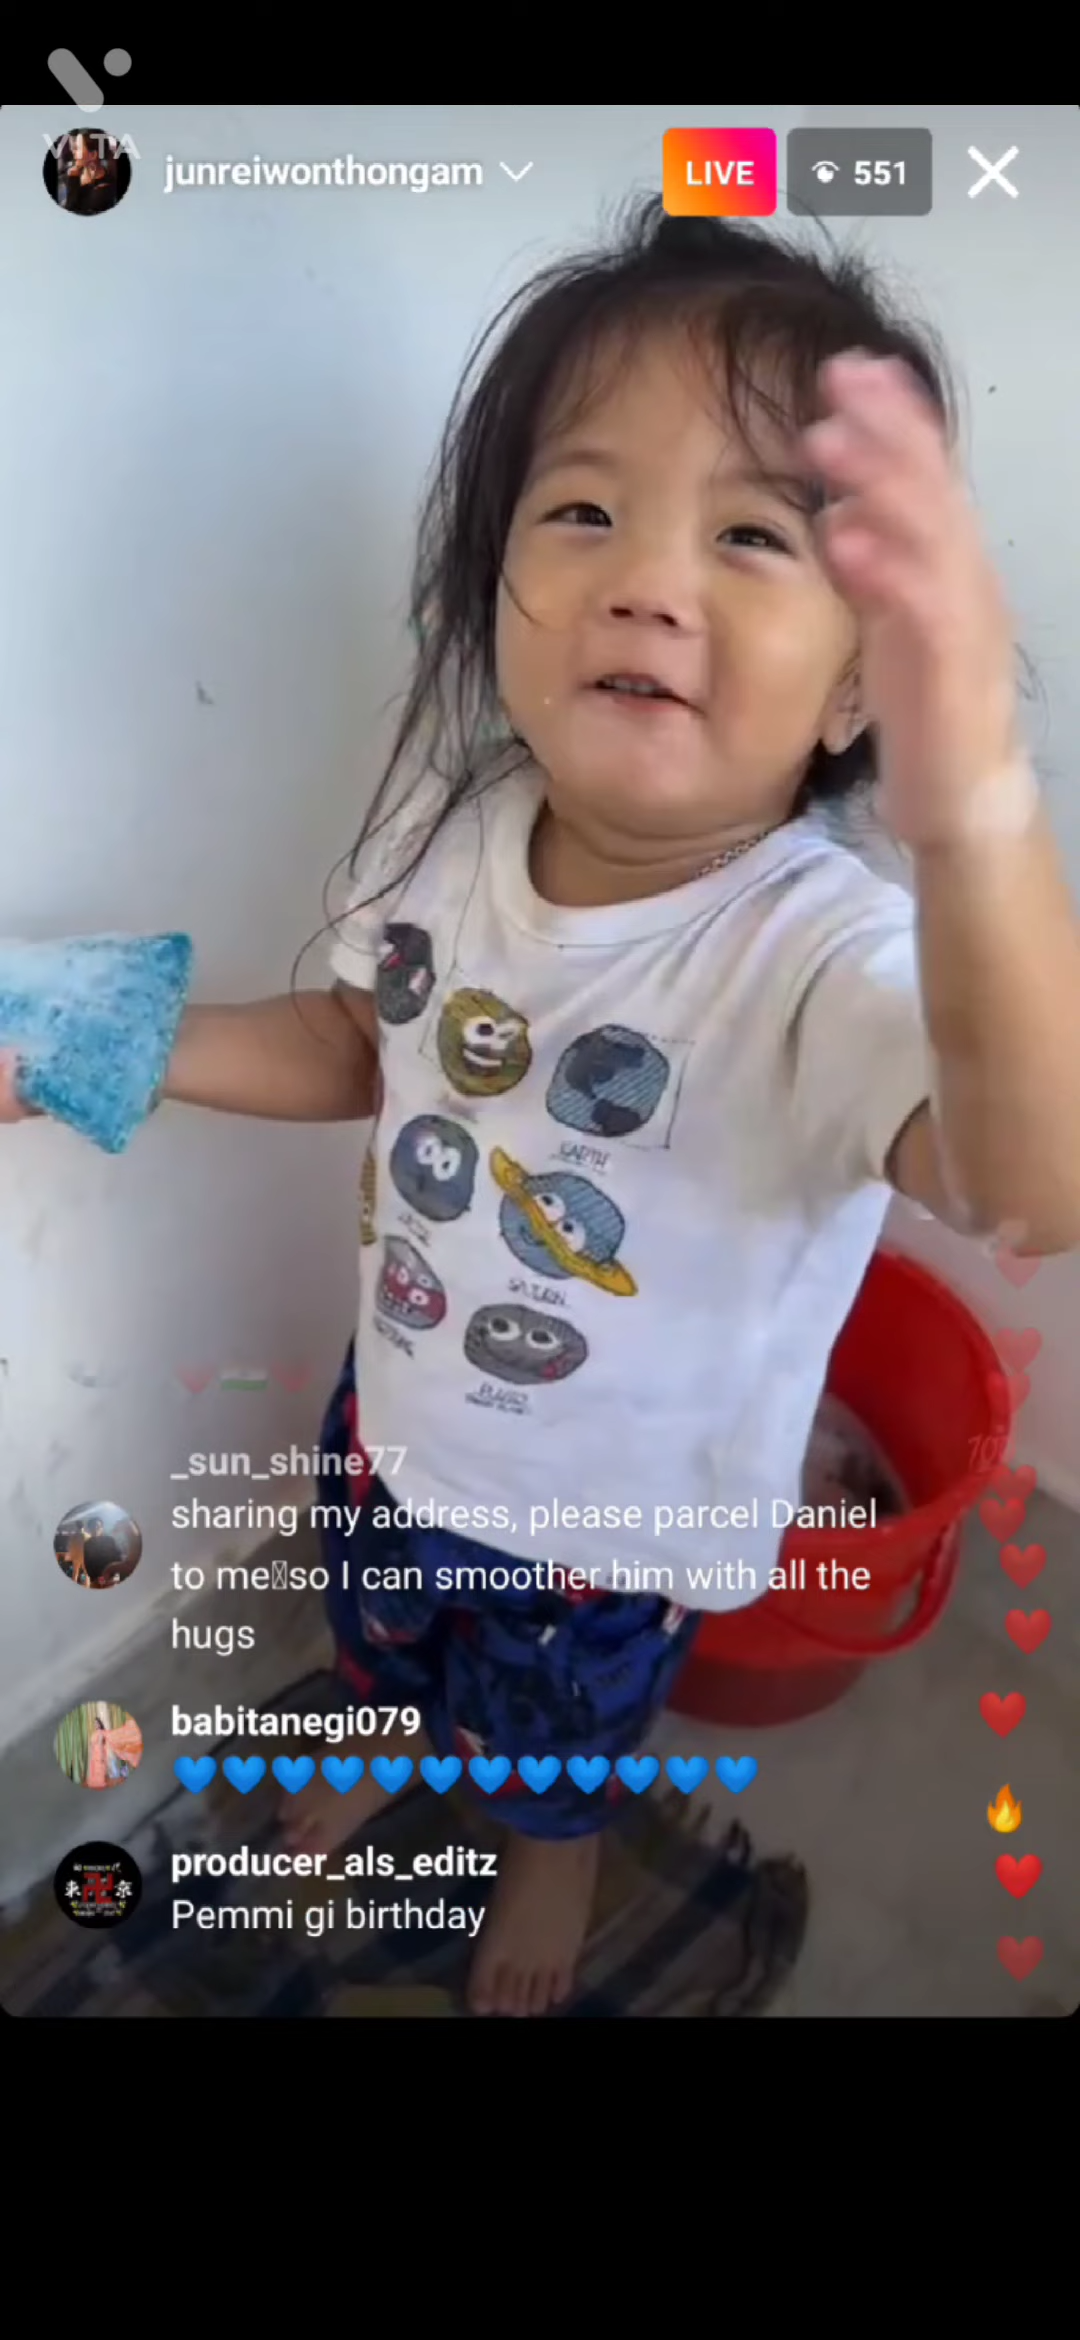 VITA
junreiwonthongam
LIVE
551
EARTH
SATURN
_sun_shine77
sharing my address, please parcel Daniel
to me so I can smoother him with all the
hugs
babitanegi079
💙💙💙💙💙💙💙💙💙💙💙💙
producer_als_editz
Pemmi gi birthday